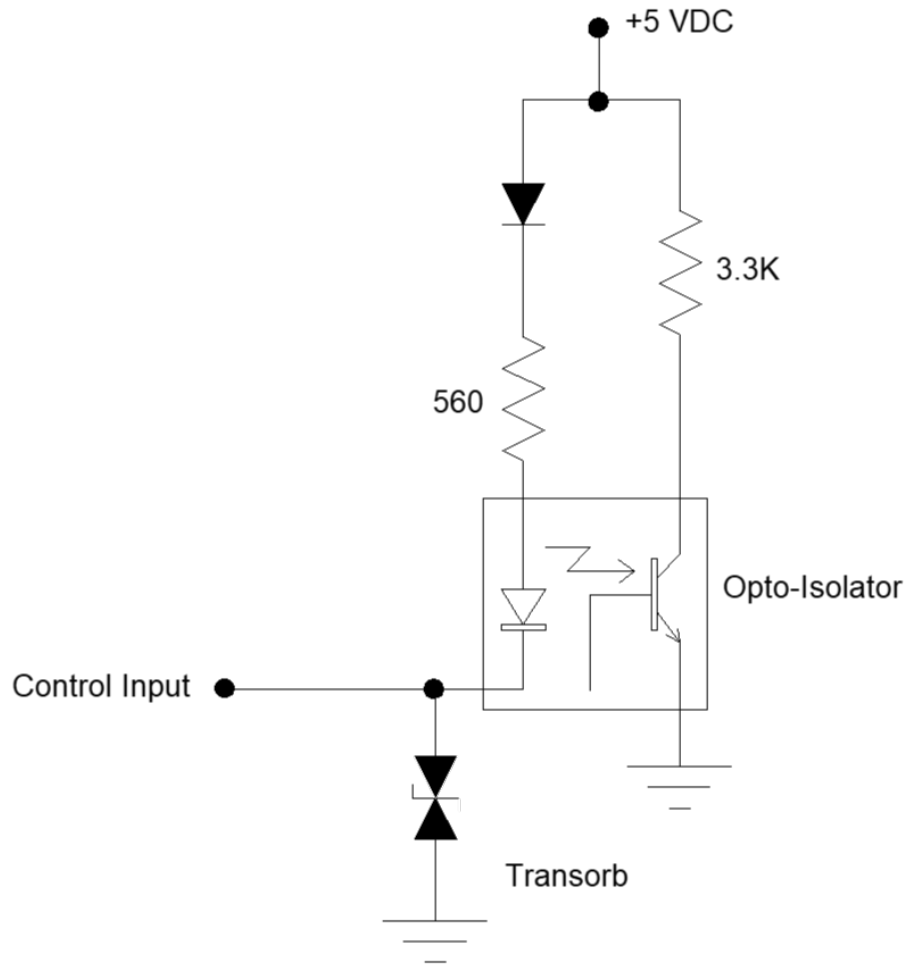 +5 VDC
3.3K
560
Opto-Isolator
Control Input
Transorb